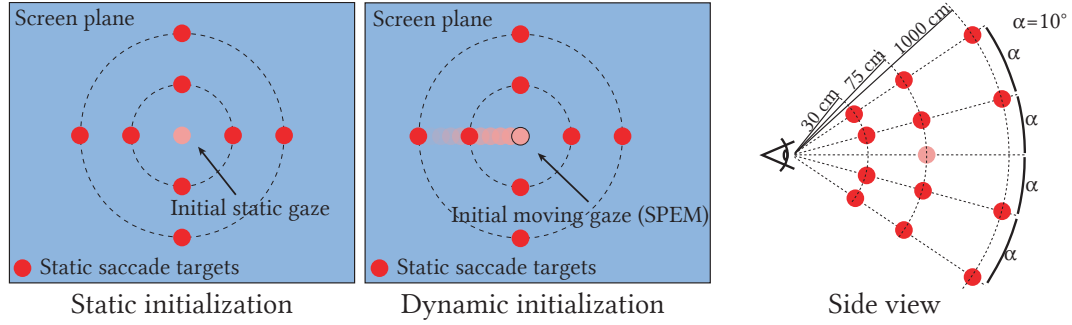 Screen plane
Initial static gaze
Static saccade targets
Static initialization
Screen plane
Initial moving gaze (SPEM)
Static saccade targets
Dynamic initialization
30 cm
75 cm
1000 cm
α=10°
α
α
α
α
Side view